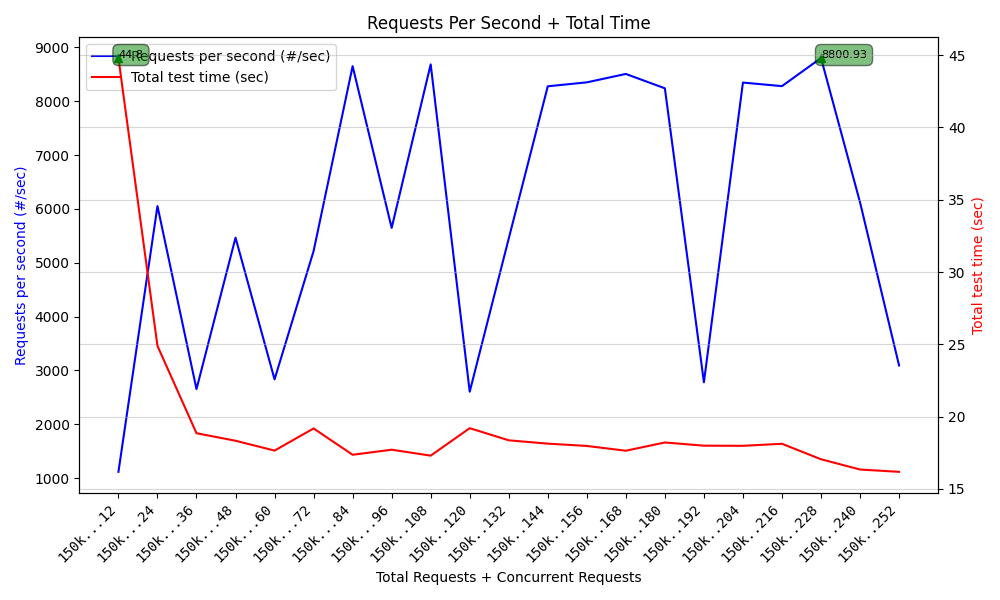 Requests Per Second + Total Time
44.8
Requests per second (#/sec)
Total test time (sec)
8800.93
9000
8000
7000
6000
5000
4000
3000
2000
1000
Requests per second (#/sec)
45
40
35
30
25
20
15
Total test time (sec)
150k...12
150k...24
150k...36
150k...48
150k...60
150k...72
150k...84
150k...96
150k..108
150k..120
150k..132
150k..144
150k..156
150k..168
150k..180
150k..192
150k..204
150k..216
150k..228
150k..240
150k..252
Total Requests + Concurrent Requests